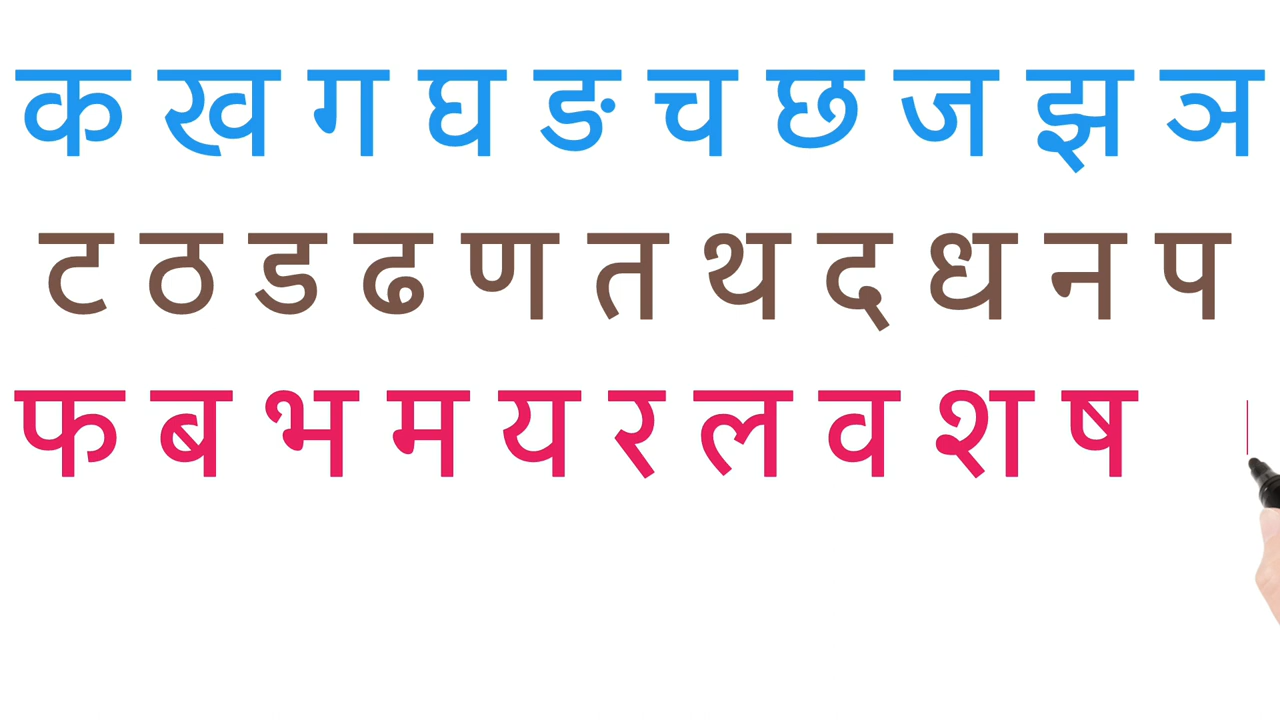 क ख ग घ ङ च छ ज झ ञ
ट ठ ड ढ ण त थ द ध न प
फ ब भ म य र ल व श ष